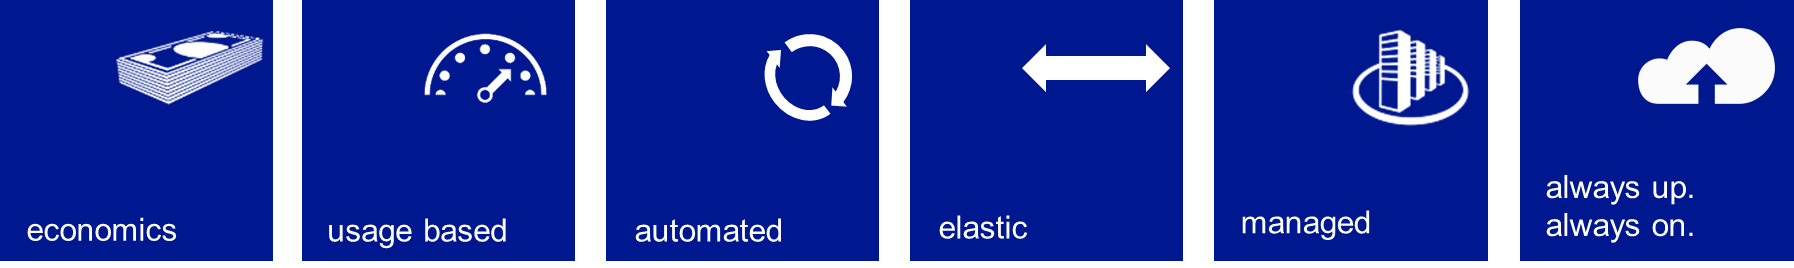 economics
usage based
automated
elastic
managed
always up.
always on.